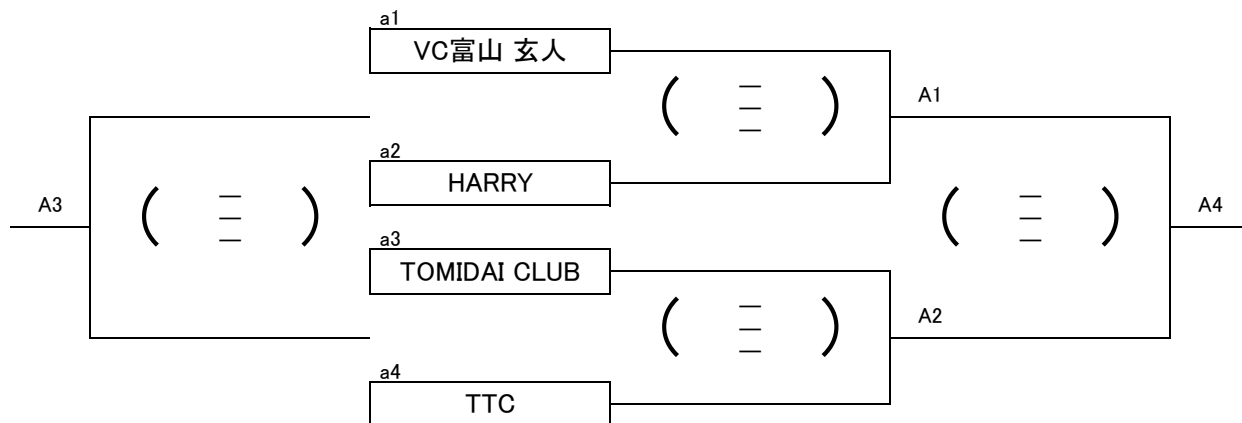 a1
VC富山 玄人
A1
a2
HARRY
A3
A4
a3
TOMIDAI CLUB
A2
a4
TTC